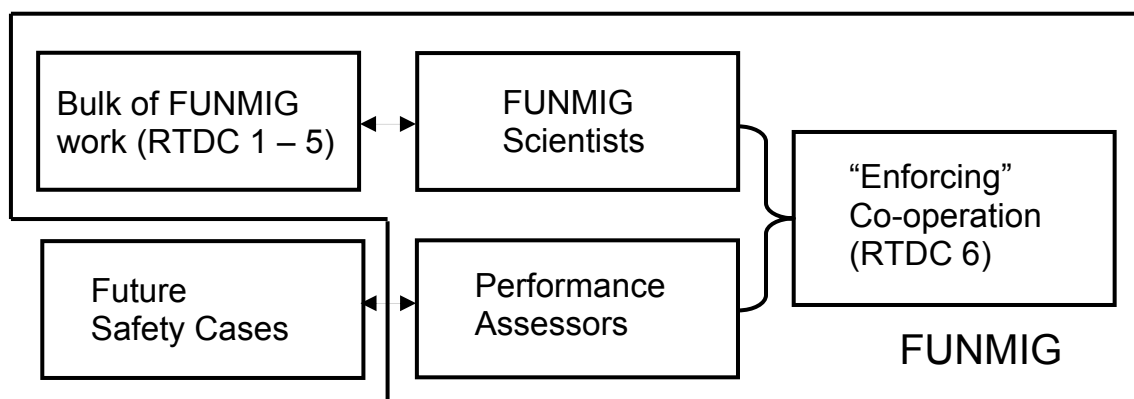 Bulk of FUNMIG
work (RTDC 1 – 5)
FUNMIG
Scientists
“Enforcing”
Co-operation
(RTDC 6)
Future
Safety Cases
Performance
Assessors
FUNMIG